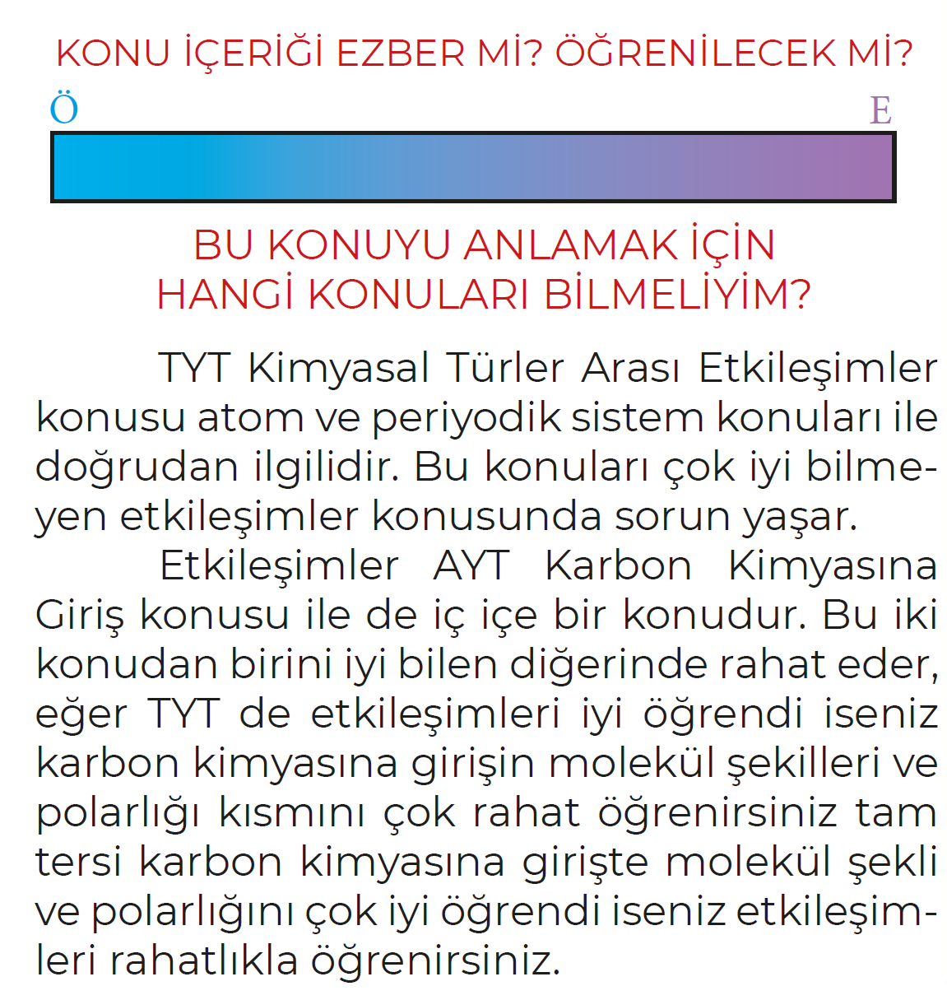 KONU İÇERİĞİ EZBER Mİ? ÖĞRENİLECEK Mİ?
Ö E
BU KONUYU ANLAMAK İÇİN
HANGİ KONULARI BİLMELİYİM?
TYT Kimyasal Türler Arası Etkileşimler
konusu atom ve periyodik sistem konuları ile
doğrudan ilgilidir. Bu konuları çok iyi bilme-
yen etkileşimler konusunda sorun yaşar.
Etkileşimler AYT Karbon Kimyasına
Giriş konusu ile de iç içe bir konudur. Bu iki
konudan birini iyi bilen diğerinde rahat eder,
eğer TYT de etkileşimleri iyi öğrendi iseniz
karbon kimyasına girişin molekül şekilleri ve
polarlığı kısmını çok rahat öğrenirsiniz tam
tersi karbon kimyasına girişte molekül şekli
ve polarlığını çok iyi öğrendi iseniz etkileşim-
leri rahatlıkla öğrenirsiniz.